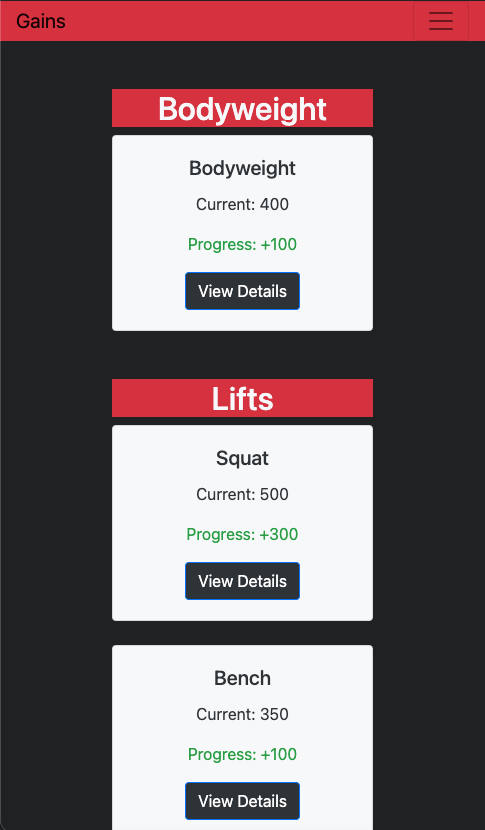 Gains
Bodyweight
Bodyweight
Current: 400
Progress: +100
View Details
Lifts
Squat
Current: 500
Progress: +300
View Details
Bench
Current: 350
Progress: +100
View Details